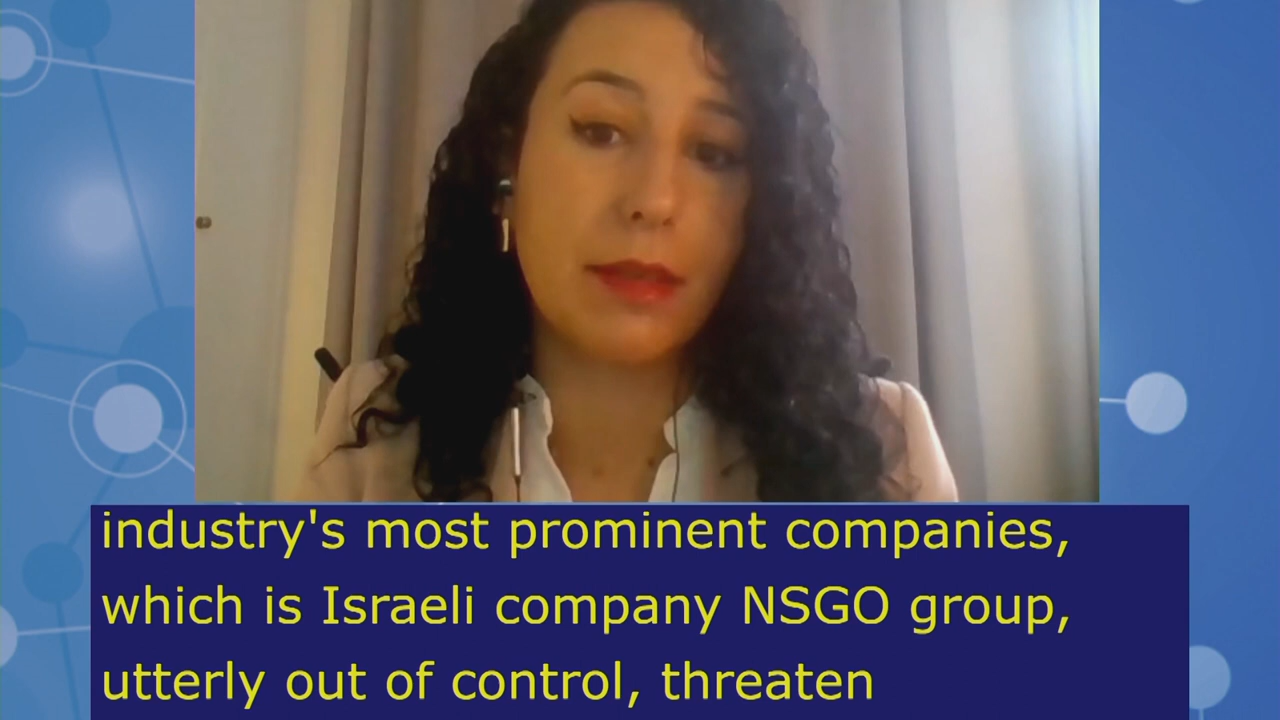 industry's most prominent companies,
which is Israeli company NSGO group,
utterly out of control, threaten